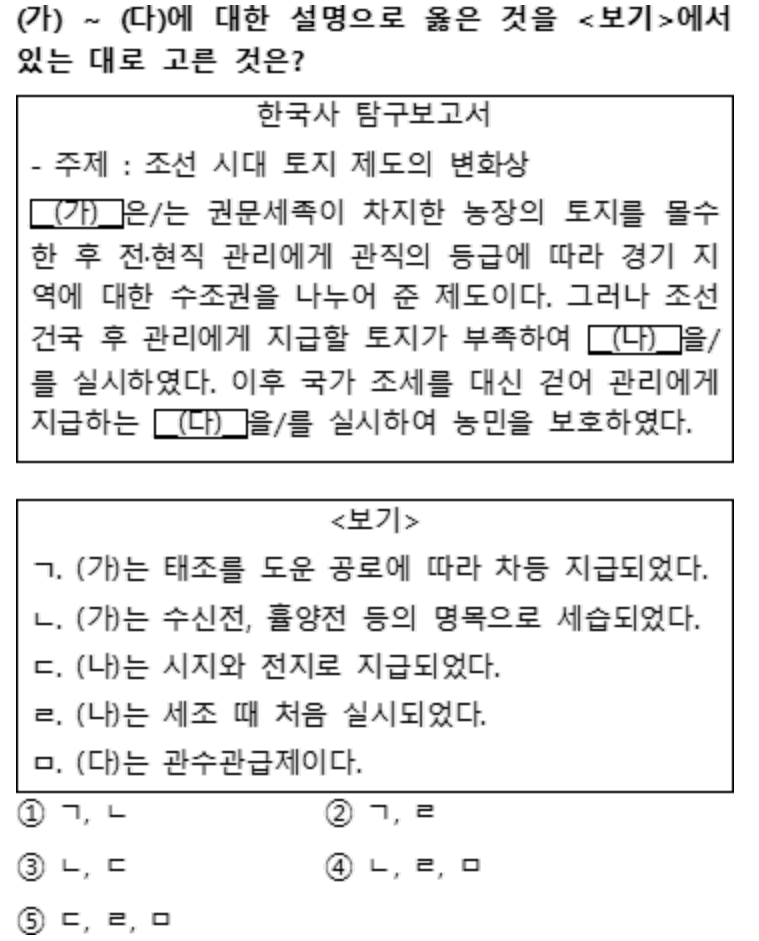 (가) ~ (다)에 대한 설명으로 옳은 것을 <보기>에서
있는 대로 고른 것은?
한국사 탐구보고서
- 주제 : 조선 시대 토지 제도의 변화상
(가) 은/는 권문세족이 차지한 농장의 토지를 몰수
한 후 전·현직 관리에게 관직의 등급에 따라 경기 지
역에 대한 수조권을 나누어 준 제도이다. 그러나 조선
건국 후 관리에게 지급할 토지가 부족하여 (나) 을/
를 실시하였다. 이후 국가 조세를 대신 걷어 관리에게
지급하는 (다) 을/를 실시하여 농민을 보호하였다.
<보기>
ㄱ. (가)는 태조를 도운 공로에 따라 차등 지급되었다.
ㄴ. (가)는 수신전, 휼양전 등의 명목으로 세습되었다.
ㄷ. (나)는 시지와 전지로 지급되었다.
ㄹ. (나)는 세조 때 처음 실시되었다.
ㅁ. (다)는 관수관급제이다.
① ㄱ, ㄴ ② ㄱ, ㄹ
③ ㄴ, ㄷ ④ ㄴ, ㄹ, ㅁ
⑤ ㄷ, ㄹ, ㅁ